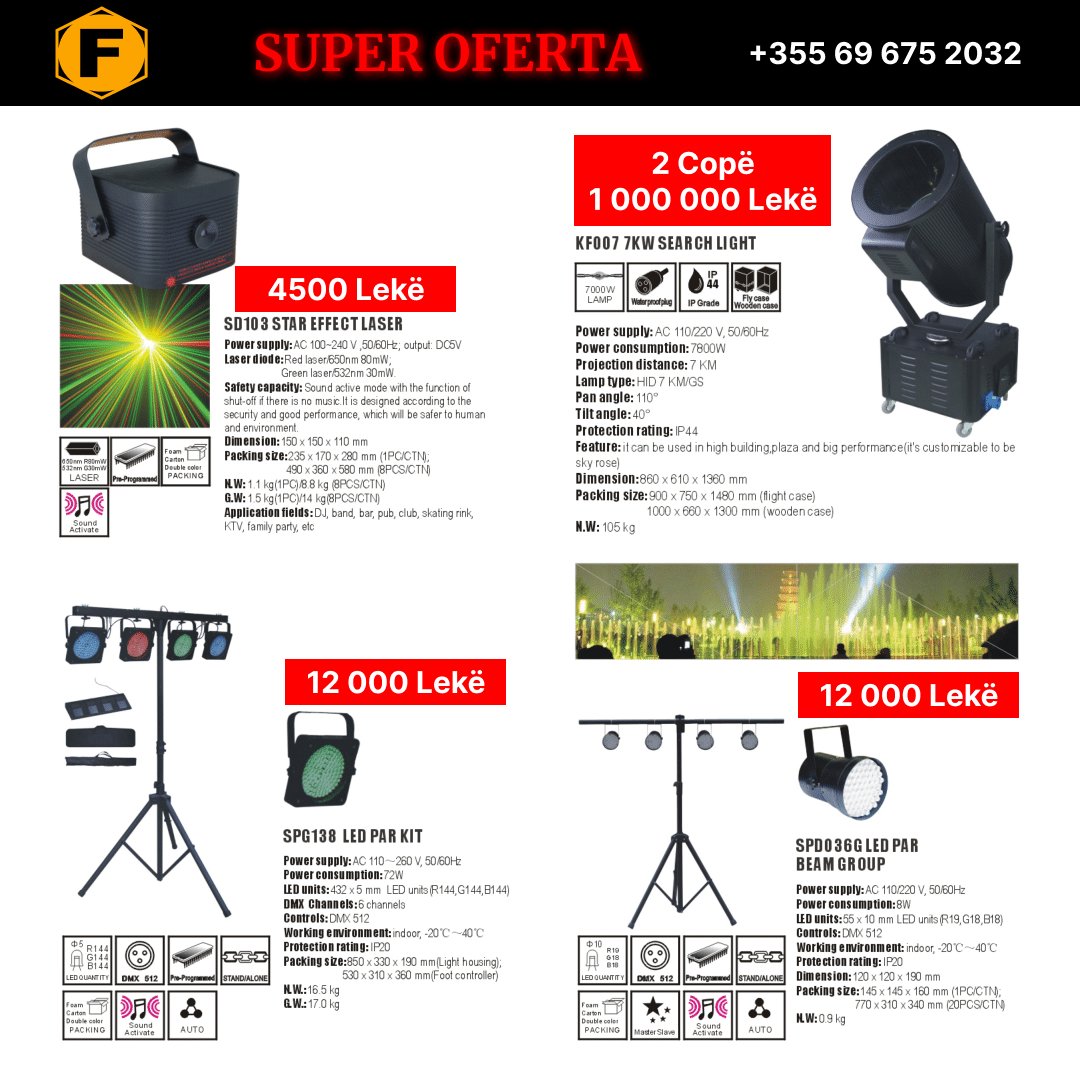 F
SUPER OFERTA
+355 69 675 2032
4500 Lekë
SD103 STAR EFFECT LASER
Power supply: AC 100~240 V ,50/60Hz; output: DC5V
Laser diode: Red laser/650nm 80mW;
Green laser/532nm 30mW.
Safety capacity: Sound active mode with the function of
shut-off if there is no music.It is designed according to the
security and good performance, which will be safer to human
and environment.
Dimension: 150 x 150 x 110 mm
Packing size: 235 x 170 x 280 mm (1PC/CTN);
490 x 360 x 580 mm (8PCS/CTN)
N.W: 1.1 kg(1PC)/8.8 kg (8PCS/CTN)
G.W: 1.5 kg(1PC)/14 kg(8PCS/CTN)
Application fields: DJ, band, bar, pub, club, skating rink,
KTV, family party, etc
650nm R80mW
532nm G30mW
LASER
Pre-Programmed
Foam
Carton
Double color
PACKING
Sound
Activate
2 Copë
1 000 000 Lekë
KF007 7KW SEARCH LIGHT
7000W
LAMP
Waterproof plug
IP
44
IP Grade
Fly case
Wooden case
Power supply: AC 110/220 V, 50/60Hz
Power consumption: 7800W
Projection distance: 7 KM
Lamp type: HID 7 KM/GS
Pan angle: 110°
Tilt angle: 40°
Protection rating: IP44
Feature: it can be used in high building,plaza and big performance(it's customizable to be
sky rose)
Dimension: 860 x 610 x 1360 mm
Packing size: 900 x 750 x 1480 mm (flight case)
1000 x 660 x 1300 mm (wooden case)
N.W: 105 kg
12 000 Lekë
SPG138 LED PAR KIT
Power supply: AC 110~260 V, 50/60Hz
Power consumption: 72W
LED units: 432 x 5 mm LED units(R144,G144,B144)
DMX Channels: 6 channels
Controls: DMX 512
Working environment: indoor, -20℃~40℃
Protection rating: IP20
Packing size: 850 x 330 x 190 mm(Light housing);
530 x 310 x 360 mm(Foot controller)
N.W.: 16.5 kg
G.W.: 17.0 kg
Φ5
R144
G144
B144
LED QUANTITY
DMX 512
Pre-Programmed
STAND/ALONE
Foam
Carton
Double color
PACKING
Sound
Activate
AUTO
12 000 Lekë
SPD036G LED PAR
BEAM GROUP
Power supply: AC 110/220 V, 50/60Hz
Power consumption: 8W
LED units: 55 x 10 mm LED units(R19,G18,B18)
Controls: DMX 512
Working environment: indoor, -20℃~40℃
Protection rating: IP20
Dimension: 120 x 120 x 190 mm
Packing size: 145 x 145 x 160 mm (1PC/CTN);
770 x 310 x 340 mm (20PCS/CTN)
N.W: 0.9 kg
Φ10
R19
G18
B18
LED QUANTITY
DMX 512
Pre-Programmed
STAND/ALONE
Foam
Carton
Double color
PACKING
Master Slave
Sound
Activate
AUTO